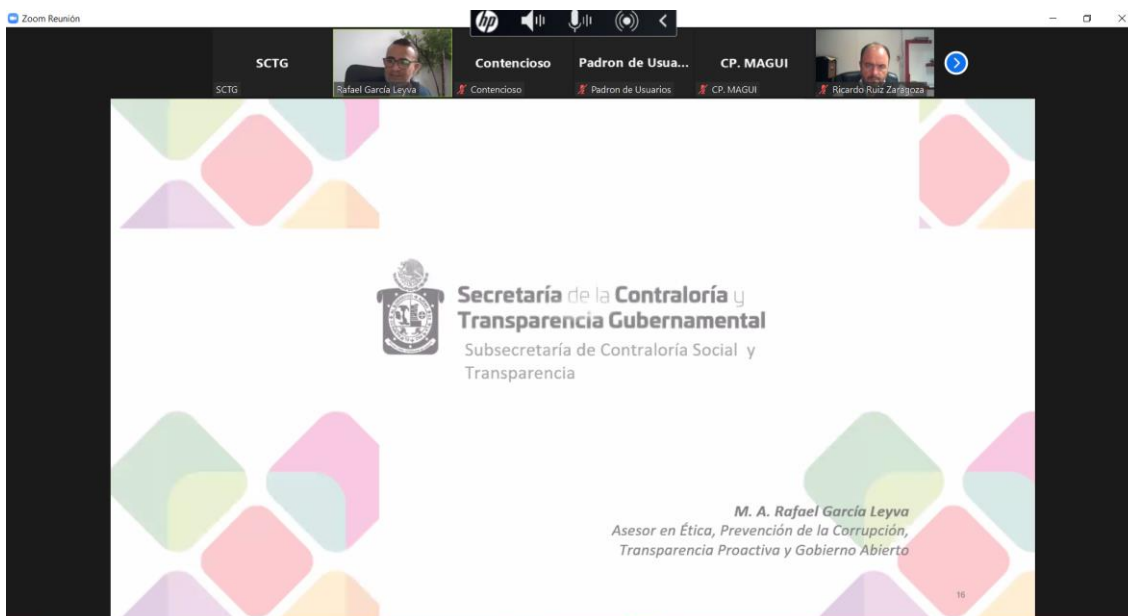 Zoom Reunión
hp
SCTG
Contencioso
Padron de Usua...
CP. MAGUI
SCTG
Rafael García Leyva
Contencioso
Padron de Usuarios
CP. MAGUI
Ricardo Ruiz Zaragoza
Secretaría de la Contraloría y
Transparencia Gubernamental
Subsecretaría de Contraloría Social y
Transparencia
M. A. Rafael García Leyva
Asesor en Ética, Prevención de la Corrupción,
Transparencia Proactiva y Gobierno Abierto
16